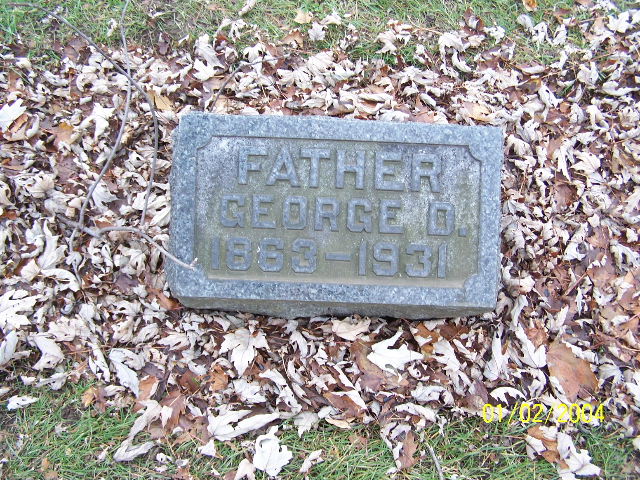 FATHER
GEORGE D.
1863-1931
01/02/2004